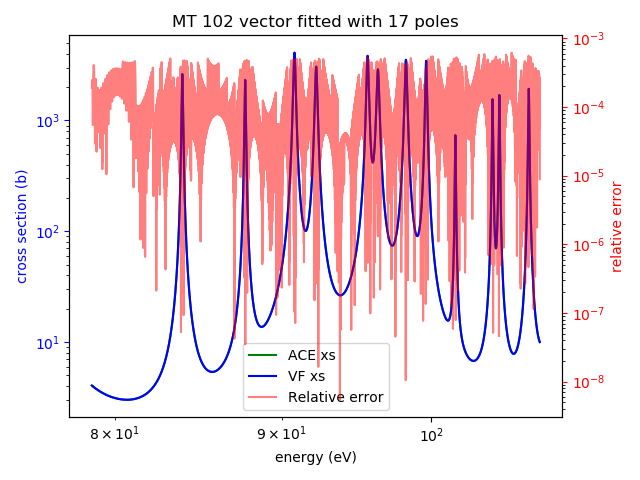 MT 102 vector fitted with 17 poles
10³
10²
10¹
cross section (b)
10⁻³
10⁻⁴
10⁻⁵
10⁻⁶
10⁻⁷
10⁻⁸
relative error
ACE xs
VF xs
Relative error
8 × 10¹
9 × 10¹
10²
energy (eV)